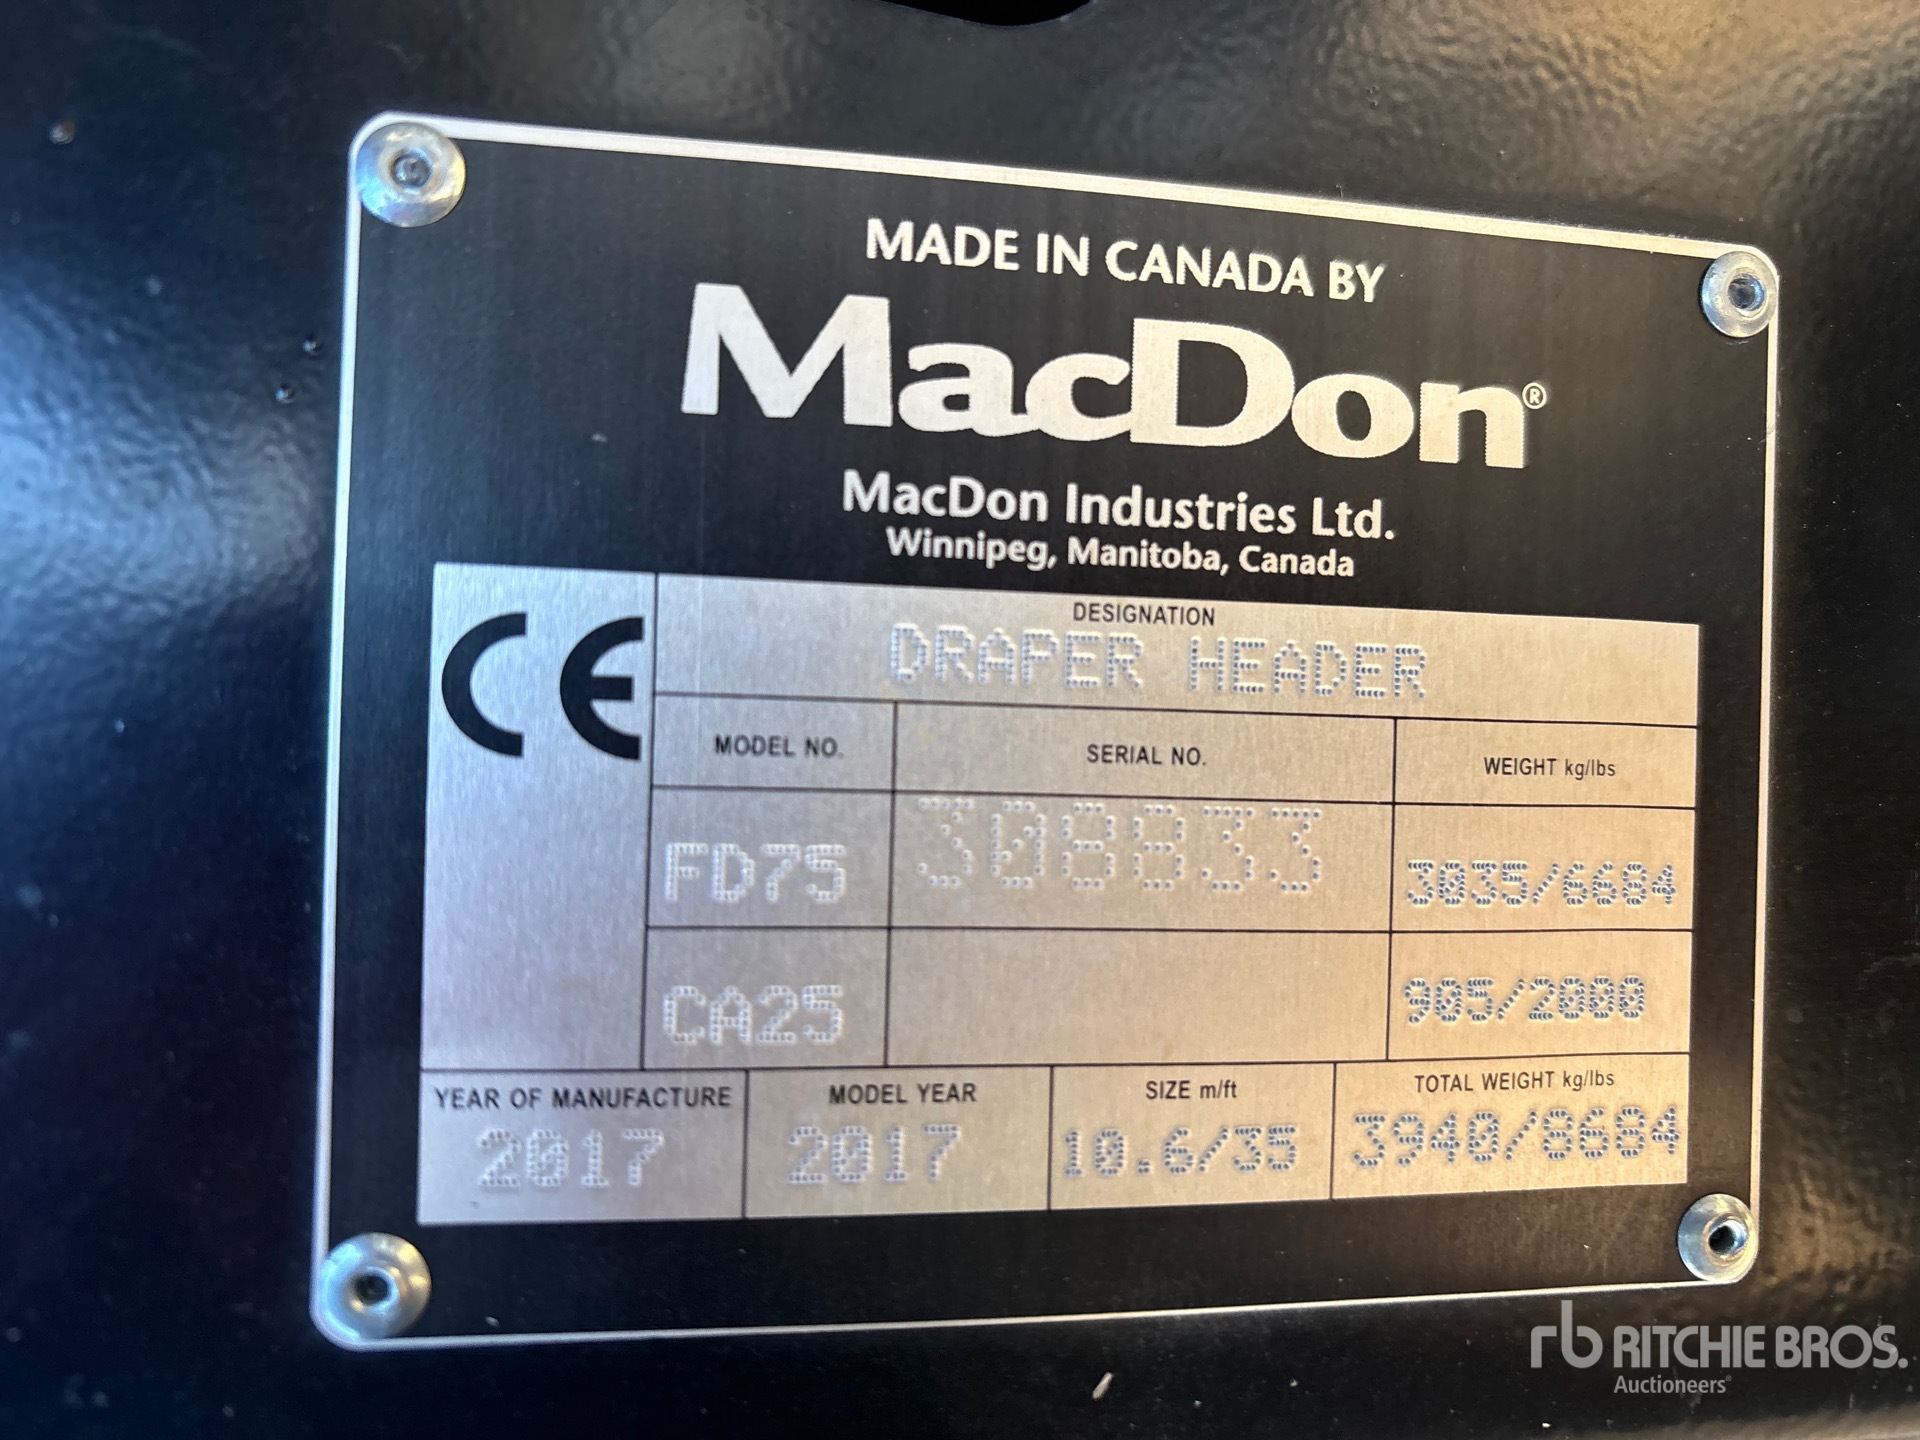 MADE IN CANADA BY
MacDon®
MacDon Industries Ltd.
Winnipeg, Manitoba, Canada
CE
DESIGNATION
DRAPER HEADER
MODEL NO. SERIAL NO. WEIGHT kg/lbs
FD75 308833 3035/6684
CA25 905/2000
YEAR OF MANUFACTURE MODEL YEAR SIZE m/ft TOTAL WEIGHT kg/lbs
2017 2017 10.6/35 3940/8684
rb RITCHIE BROS.
Auctioneers®